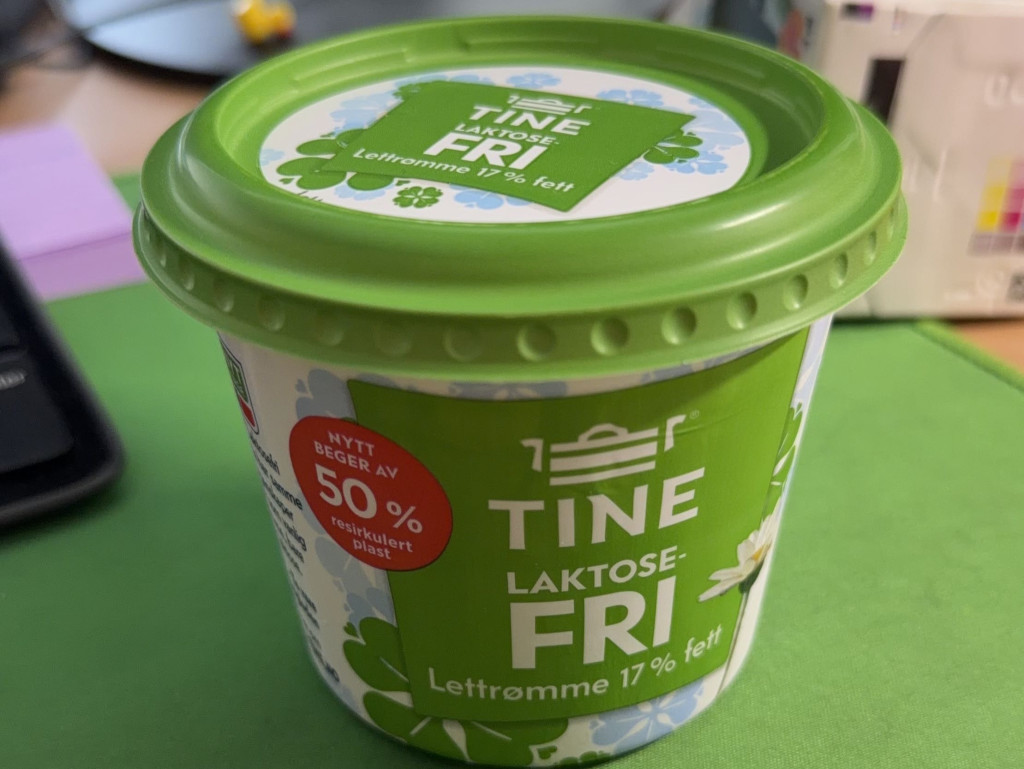 TINE
LAKTOSE-
FRI
Lettrømme 17 % fett
NYTT
BEGER AV
50 %
resirkulert
plast
TINE®
LAKTOSE-
FRI
Lettrømme 17 % fett